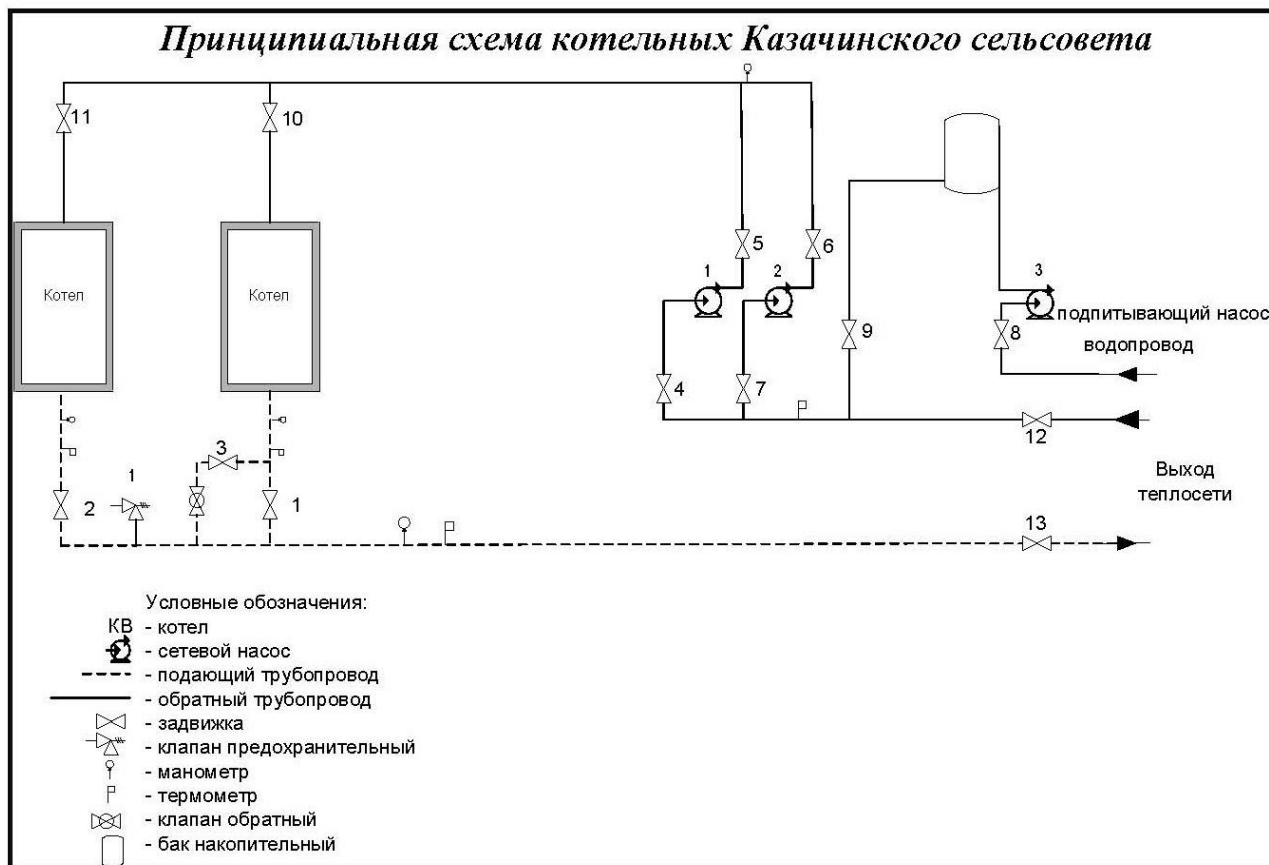 Принципиальная схема котельных Казачинского сельсовета
11
10
5
6
1
2
3
Котел
Котел
подпитывающий насос
8
9
водопровод
4
7
12
3
1
2
1
Выход
теплосети
13
Условные обозначения:
КВ - котел
- сетевой насос
- подающий трубопровод
- обратный трубопровод
- задвижка
- клапан предохранительный
- манометр
- термометр
- клапан обратный
- бак накопительный